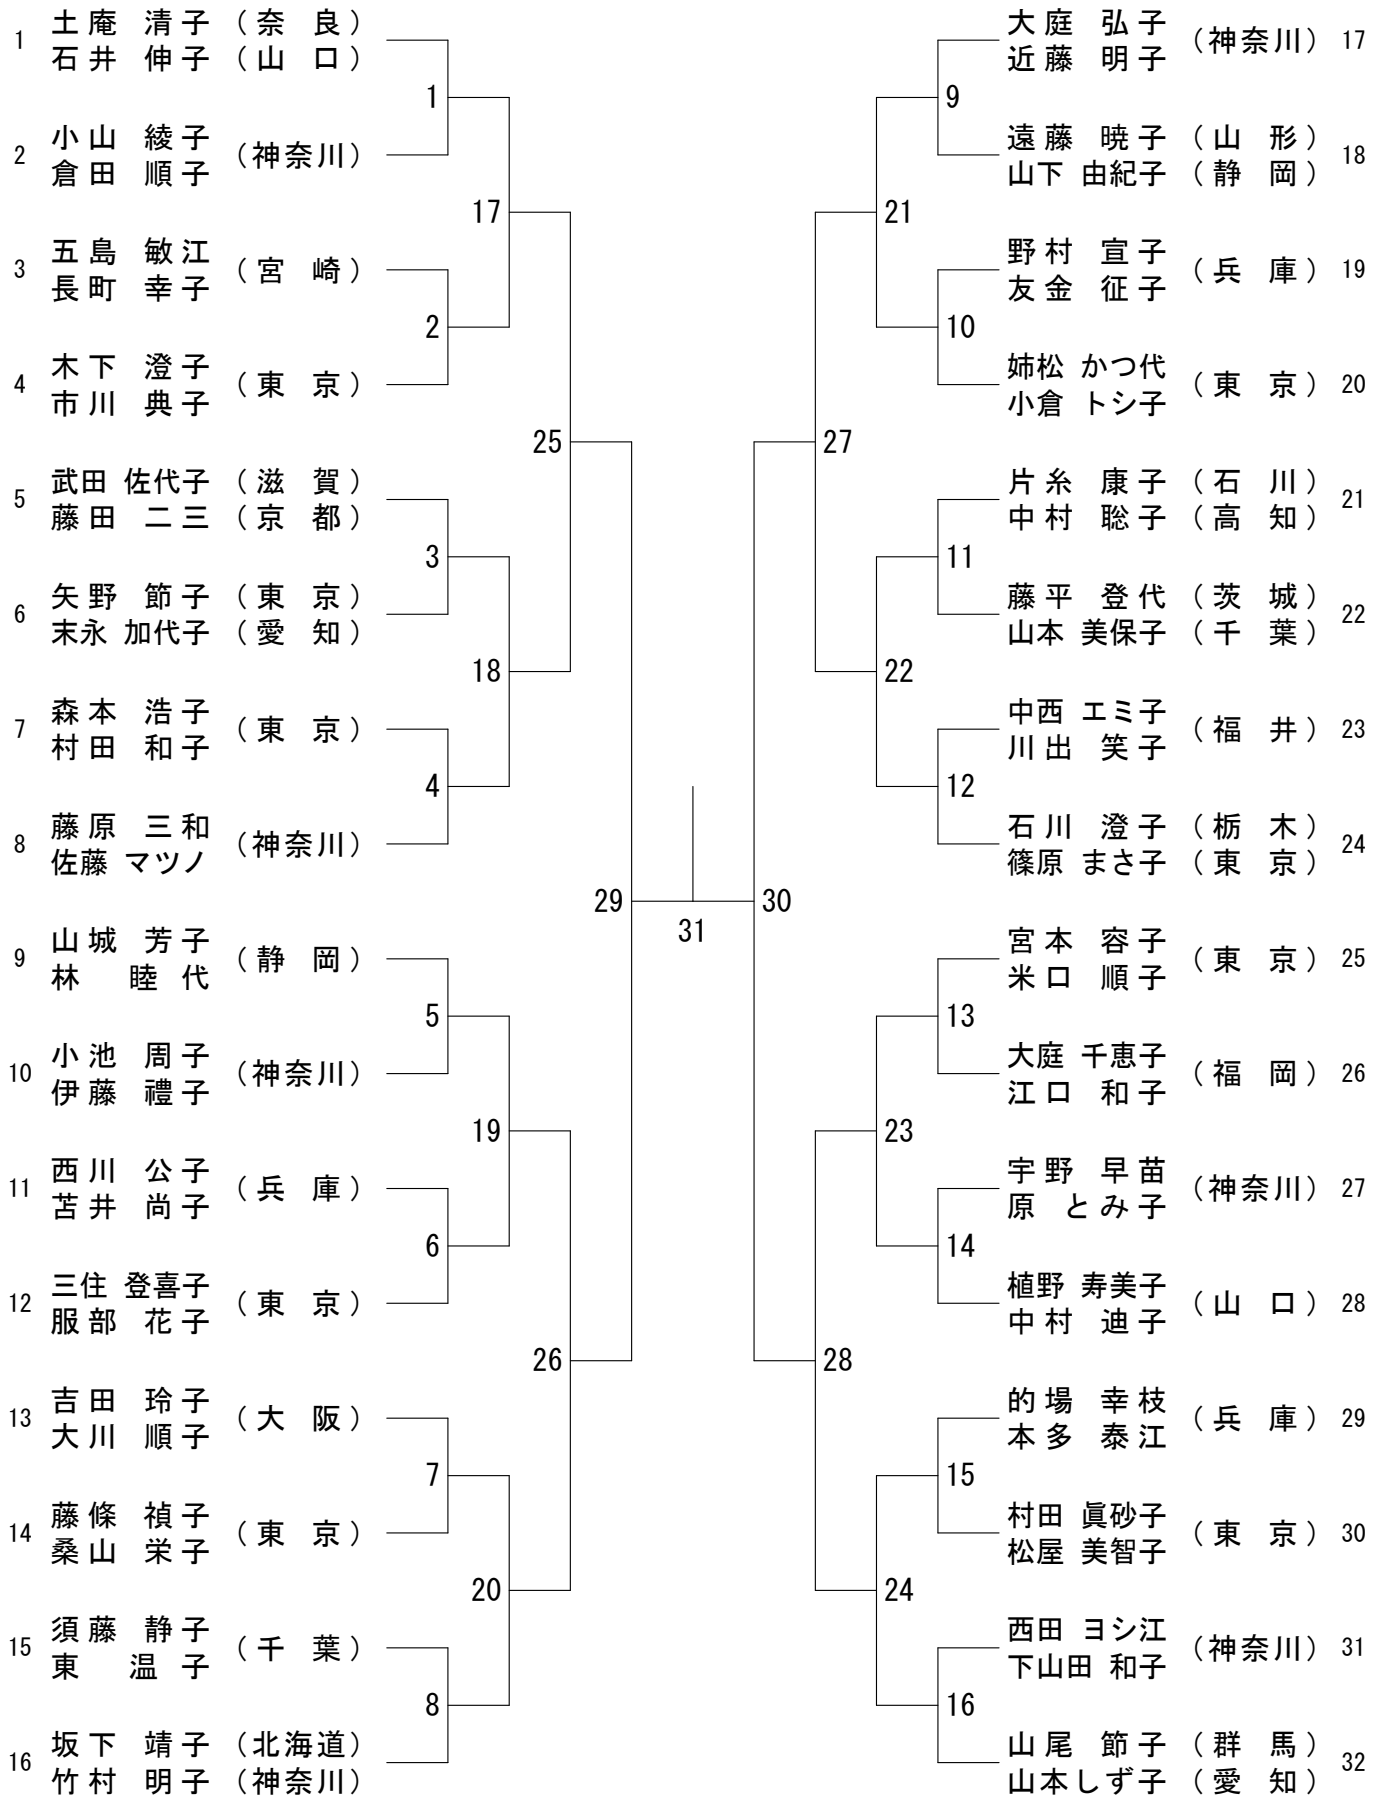 1 土庵 清子 (奈良)
石井 伸子 (山口)
2 小山 綾子 (神奈川)
倉田 順子
3 五島 敏江 (宮崎)
長町 幸子
4 木下 澄子 (東京)
市川 典子
5 武田 佐代子 (滋賀)
藤田 二三 (京都)
6 矢野 節子 (東京)
末永 加代子 (愛知)
7 森本 浩子 (東京)
村田 和子
8 藤原 三和 (神奈川)
佐藤 マツノ
9 山城 芳子 (静岡)
林 睦代
10 小池 周子 (神奈川)
伊藤 禮子
11 西川 公子 (兵庫)
苫井 尚子
12 三住 登喜子 (東京)
服部 花子
13 吉田 玲子 (大阪)
大川 順子
14 藤條 禎子 (東京)
桑山 栄子
15 須藤 静子 (千葉)
東 温子
16 坂下 靖子 (北海道)
竹村 明子 (神奈川)
1
2
3
4
5
6
7
8
17
18
19
20
25
26
29
31
30
27
28
21
22
23
24
9
10
11
12
13
14
15
16
大庭 弘子 (神奈川) 17
近藤 明子
遠藤 暁子 (山形) 18
山下 由紀子 (静岡)
野村 宣子 (兵庫) 19
友金 征子
姉松 かつ代 (東京) 20
小倉 トシ子
片糸 康子 (石川) 21
中村 聡子 (高知)
藤平 登代 (茨城) 22
山本 美保子 (千葉)
中西 エミ子 (福井) 23
川出 笑子
石川 澄子 (栃木) 24
篠原 まさ子 (東京)
宮本 容子 (東京) 25
米口 順子
大庭 千恵子 (福岡) 26
江口 和子
宇野 早苗 (神奈川) 27
原 とみ子
植野 寿美子 (山口) 28
中村 迪子
的場 幸枝 (兵庫) 29
本多 泰江
村田 眞砂子 (東京) 30
松屋 美智子
西田 ヨシ江 (神奈川) 31
下山田 和子
山尾 節子 (群馬) 32
山本しず子 (愛知)